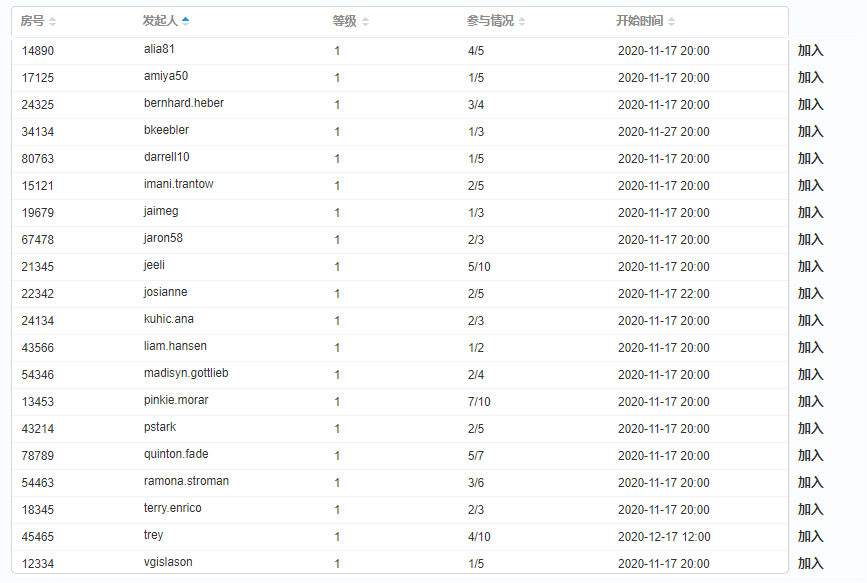 房号 发起人 等级 参与情况 开始时间
14890 alia81 1 4/5 2020-11-17 20:00 加入
17125 amiya50 1 1/5 2020-11-17 20:00 加入
24325 bernhard.heber 1 3/4 2020-11-17 20:00 加入
34134 bkeebler 1 1/3 2020-11-27 20:00 加入
80763 darrell10 1 1/5 2020-11-17 20:00 加入
15121 imani.trantow 1 2/5 2020-11-17 20:00 加入
19679 jaimeg 1 1/3 2020-11-17 20:00 加入
67478 jaron58 1 2/3 2020-11-17 20:00 加入
21345 jeeli 1 5/10 2020-11-17 20:00 加入
22342 josianne 1 2/5 2020-11-17 22:00 加入
24134 kuhic.ana 1 2/3 2020-11-17 20:00 加入
43566 liam.hansen 1 1/2 2020-11-17 20:00 加入
54346 madisyn.gottlieb 1 2/4 2020-11-17 20:00 加入
13453 pinkie.morar 1 7/10 2020-11-17 20:00 加入
43214 pstark 1 2/5 2020-11-17 20:00 加入
78789 quinton.fade 1 5/7 2020-11-17 20:00 加入
54463 ramona.stroman 1 3/6 2020-11-17 20:00 加入
18345 terry.enrico 1 2/3 2020-11-17 20:00 加入
45465 trey 1 4/10 2020-12-17 12:00 加入
12334 vgislason 1 1/5 2020-11-17 20:00 加入